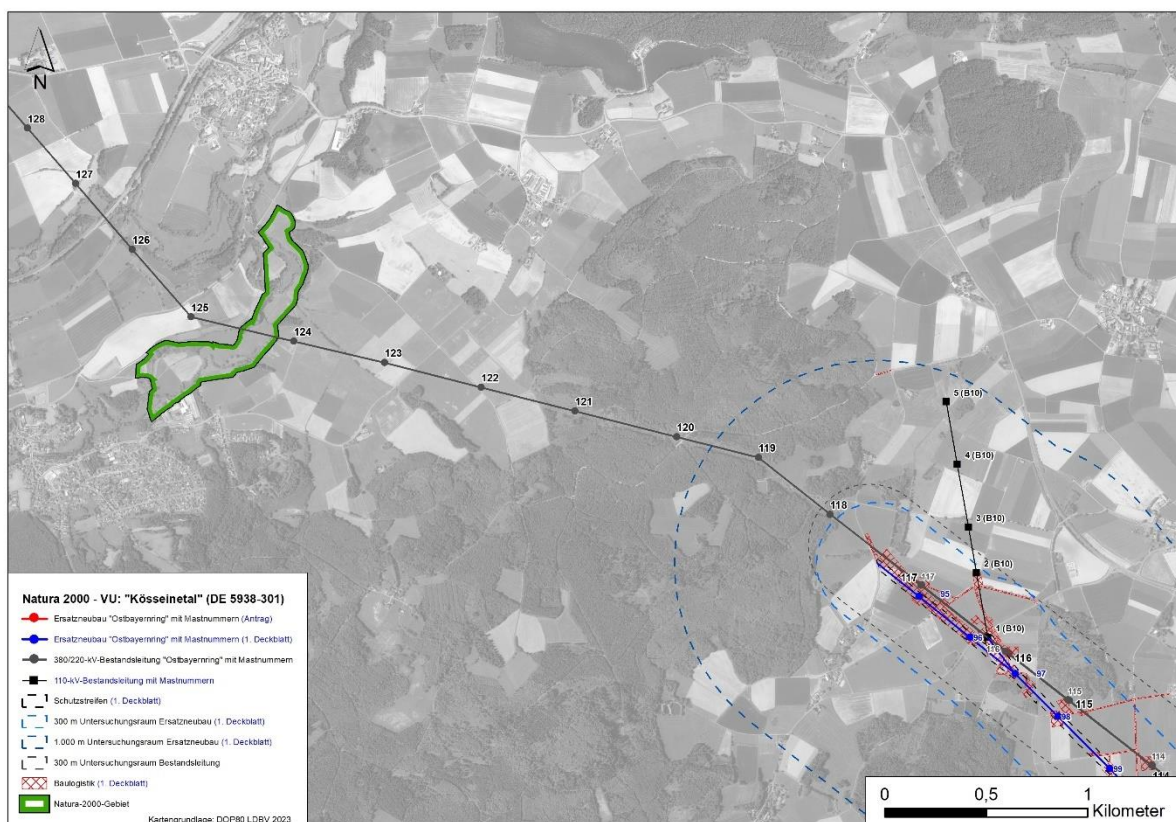 N
128
127
126
125
124
123
122
121
120
119
118
5 (B10)
4 (B10)
3 (B10)
2 (B10)
117
117
95
1 (B10)
96
116
116
97
115
115
98
114
99
114
Natura 2000 - VU: "Kösseinetal" (DE 5938-301)
Ersatzneubau "Ostbayernring" mit Mastnummern (Antrag)
Ersatzneubau "Ostbayernring" mit Mastnummern (1. Deckblatt)
380/220-kV-Bestandsleitung "Ostbayernring" mit Mastnummern
110-kV-Bestandsleitung mit Mastnummern
Schutzstreifen (1. Deckblatt)
300 m Untersuchungsraum Ersatzneubau (1. Deckblatt)
1.000 m Untersuchungsraum Ersatzneubau (1. Deckblatt)
300 m Untersuchungsraum Bestandsleitung
Baulogistik (1. Deckblatt)
Natura-2000-Gebiet
Kartengrundlage: DOP80 LDBV 2023
0 0,5 1
Kilometer